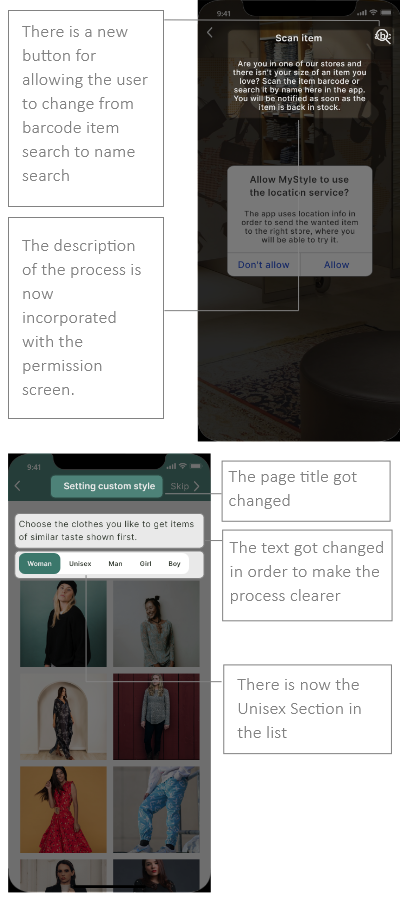 There is a new
button for
allowing the user
to change from
barcode item
search to name
search
The description
of the process is
now
incorporated
with the
permission
screen.
9:41
Scan item
abc
Are you in one of our stores and
there isn't your size of an item you
love? Scan the item barcode or
search it by name here in the app.
You will be notified as soon as the
item is back in stock.
Allow MyStyle to use
the location service?
The app uses location info in
order to send the wanted item
to the right store, where you
will be able to try it.
Don't allow Allow
9:41
Setting custom style Skip
Choose the clothes you like to get items
of similar taste shown first.
Woman Unisex Man Girl Boy
The page title got
changed
The text got changed
in order to make the
process clearer
There is now the
Unisex Section in
the list